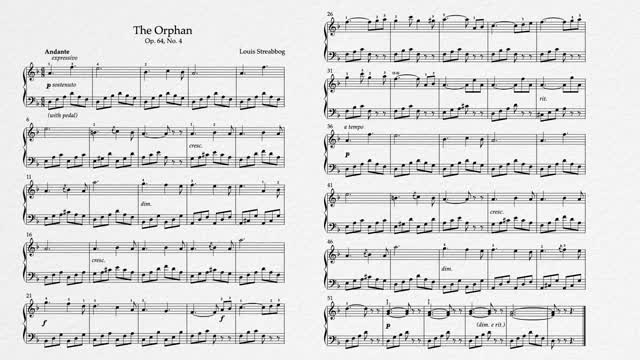 The Orphan
Op. 64, No. 4
Louis Streabbog
Andante
expressivo
p sostenuto
(with pedal)
6
cresc.
11
dim.
16
cresc.
21
f
f
26
31
rit.
36
a tempo
p
41
cresc.
46
dim.
51
p
(dim. e rit.)